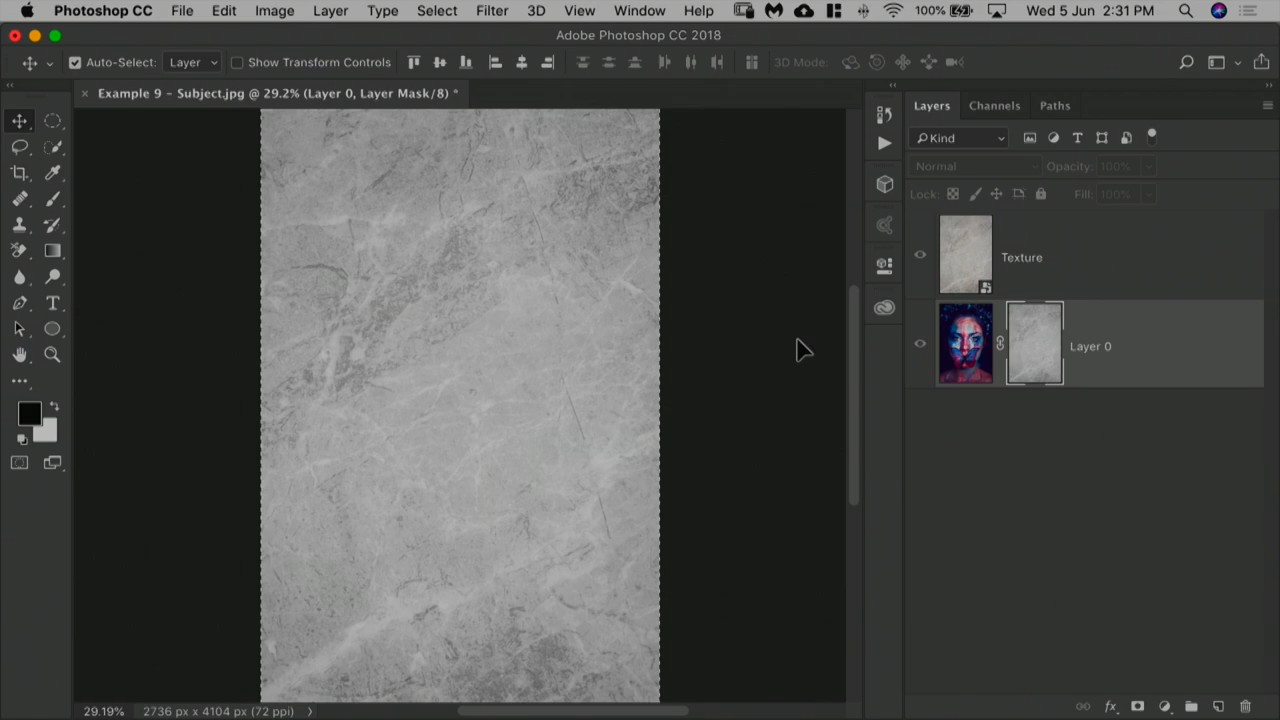 Photoshop CC File Edit Image Layer Type Select Filter 3D View Window Help 100% Wed 5 Jun 2:31 PM
Adobe Photoshop CC 2018
Auto-Select: Layer Show Transform Controls 3D Mode:
× Example 9 - Subject.jpg @ 29.2% (Layer 0, Layer Mask/8) *
Layers Channels Paths
Kind
Normal Opacity: 100%
Lock: Fill: 100%
Texture
Layer 0
29.19% 2736 px x 4104 px (72 ppi)